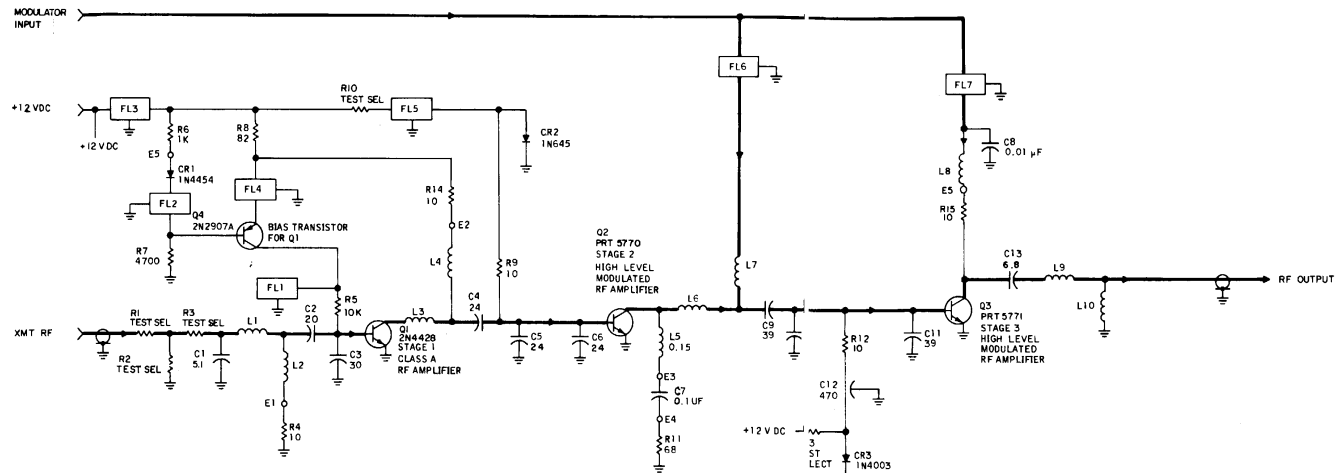 MODULATOR
INPUT
FL6
FL7
R10
TEST SEL
+12 VDC
FL3
FL5
+12 V DC
R6
1K
R8
82
CR2
1N645
C8
0.01 µF
E5
CR1
1N4454
L8
E5
FL2
FL4
R14
10
R15
10
Q4
2N2907A
BIAS TRANSISTOR
FOR Q1
E2
Q2
PRT 5770
STAGE 2
HIGH LEVEL
MODULATED
RF AMPLIFIER
R7
4700
L4
R9
10
L7
C13
6.8
L9
FL1
R5
10K
L3
C4
24
L6
RF OUTPUT
L10
XMT RF
R1
TEST SEL
R3
TEST SEL
L1
C2
20
Q1
2N4428
STAGE 1
CLASS A
RF AMPLIFIER
C9
39
Q3
PRT 5771
STAGE 3
HIGH LEVEL
MODULATED
RF AMPLIFIER
R2
TEST SEL
C1
5.1
L2
C3
30
C5
24
C6
24
L5
0.15
R12
10
C11
39
E1
R4
10
E3
C7
0.1UF
E4
R11
68
C12
470
+12 V DC
3
ST
LECT
CR3
1N4003